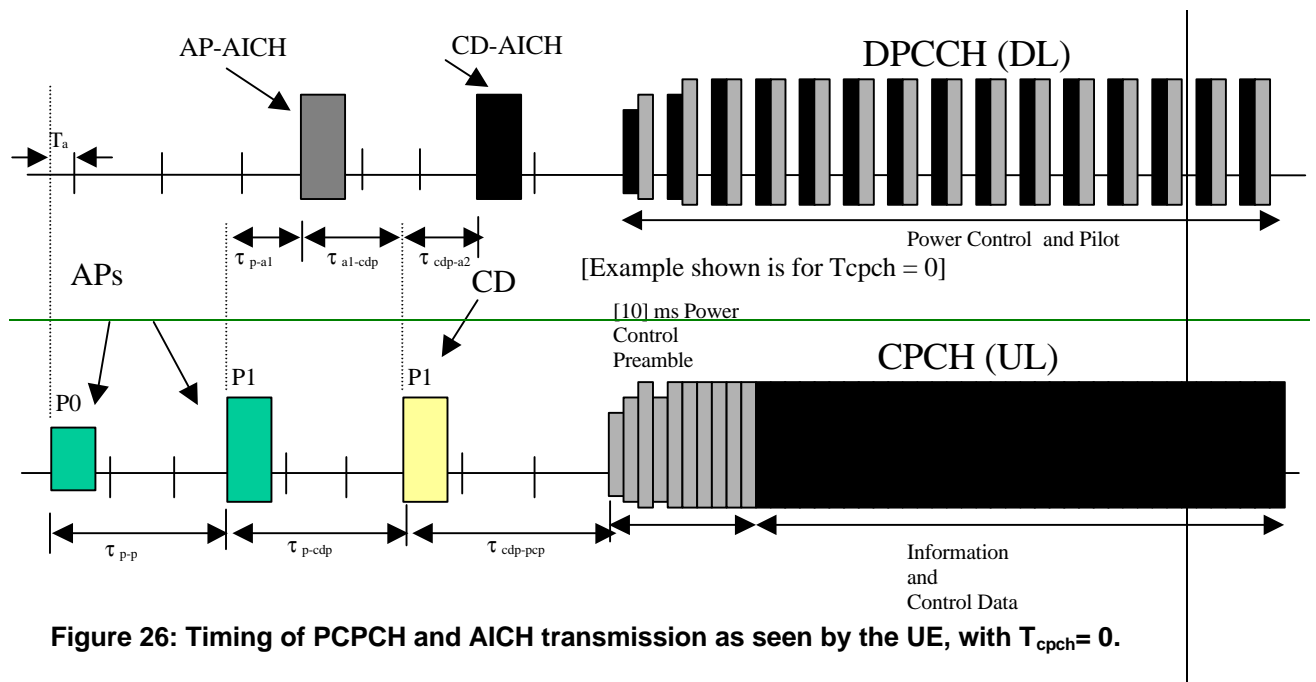 AP-AICH
CD-AICH
DPCCH (DL)
Ta
Power Control and Pilot
τ p-a1
τ a1-cdp
τ cdp-a2
[Example shown is for Tcpch = 0]
APs
CD
[10] ms Power
Control
Preamble
CPCH (UL)
P0
P1
P1
τ p-p
τ p-cdp
τ cdp-pcp
Information
and
Control Data
Figure 26: Timing of PCPCH and AICH transmission as seen by the UE, with Tcpch= 0.